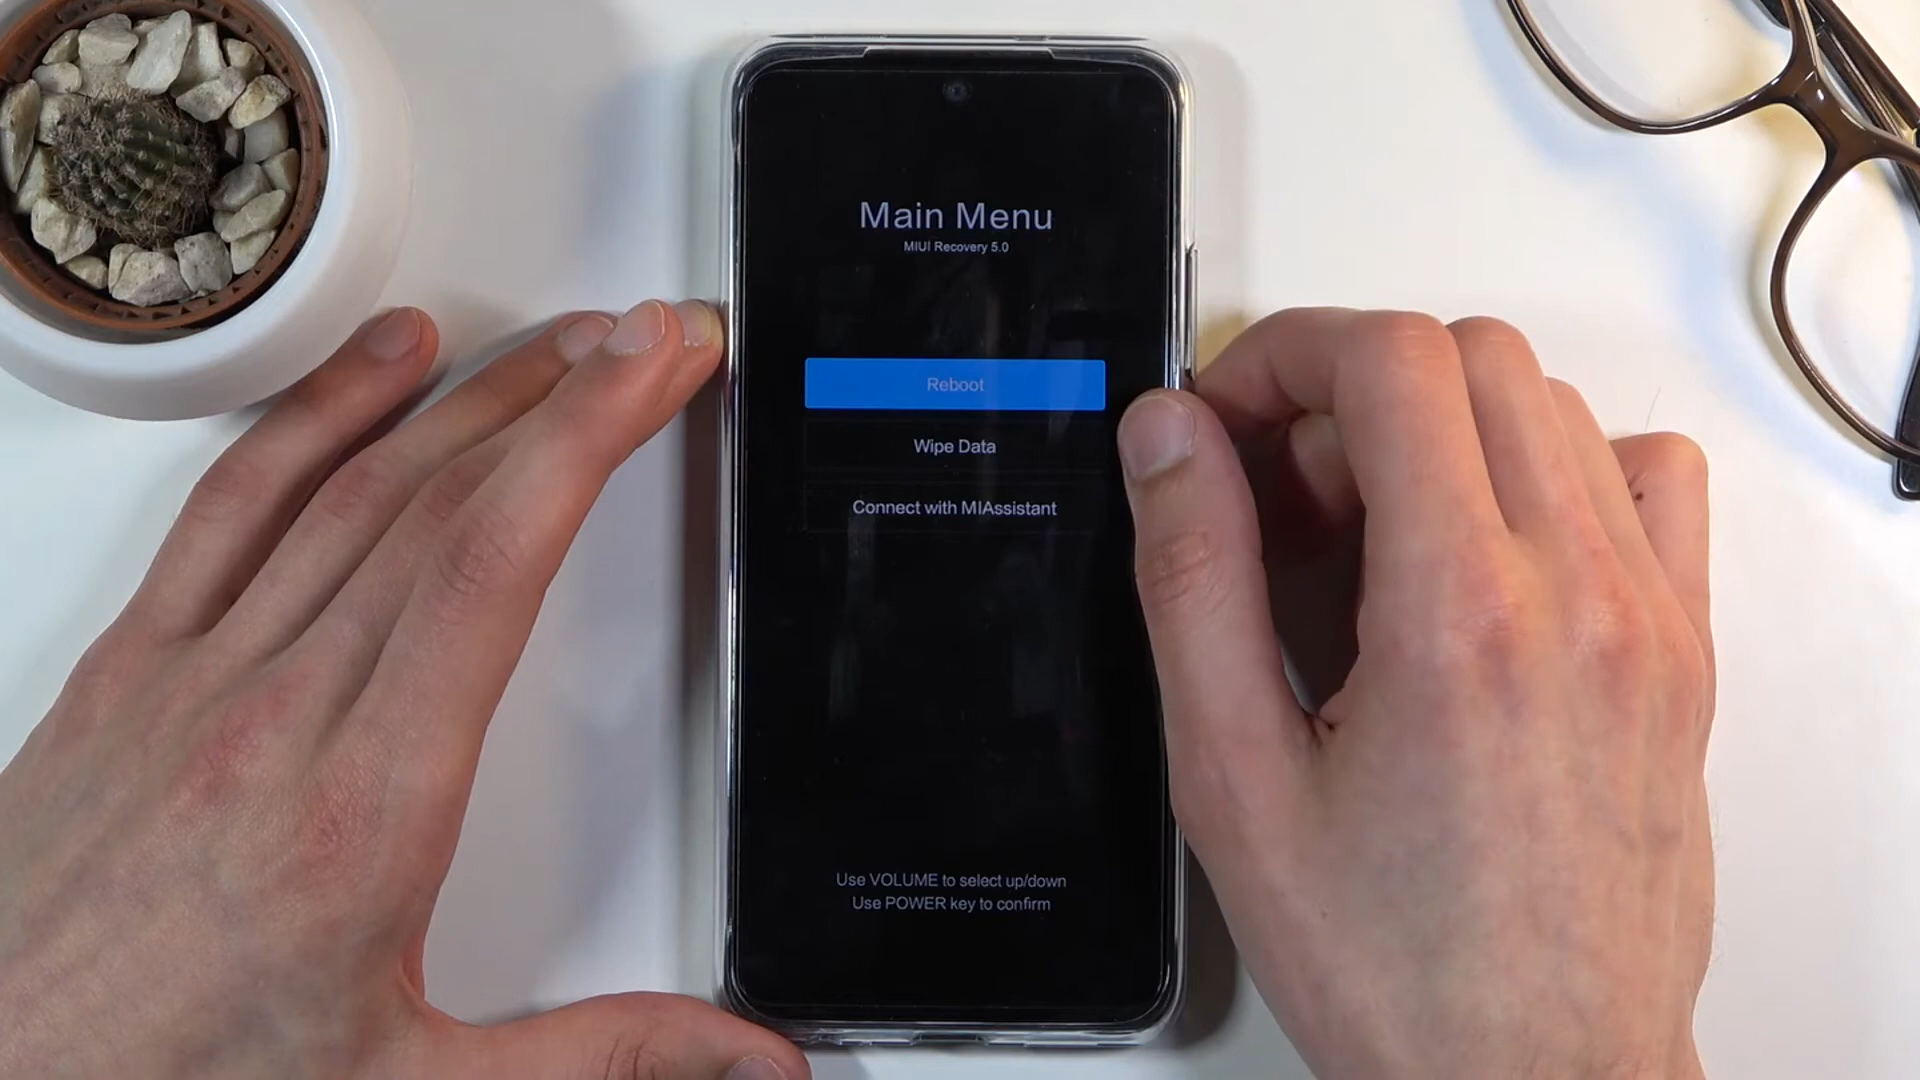 Main Menu
MIUI Recovery 5.0
Reboot
Wipe Data
Connect with MIAssistant
Use VOLUME to select up/down
Use POWER key to confirm